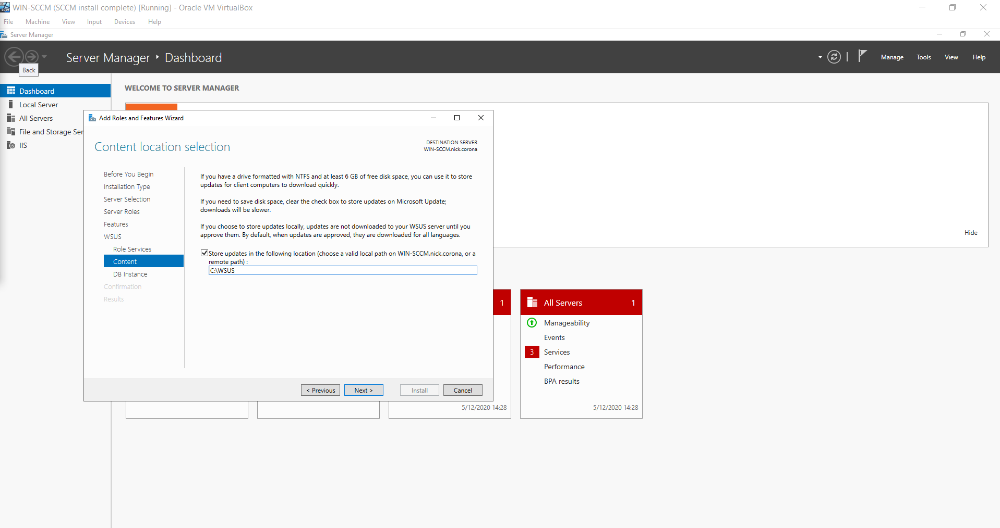 WIN-SCCM (SCCM install complete) [Running] - Oracle VM VirtualBox
File Machine View Input Devices Help
Server Manager
Server Manager • Dashboard
Manage Tools View Help
Back
Dashboard
Local Server
All Servers
File and Storage Ser
IIS
WELCOME TO SERVER MANAGER
Hide
Add Roles and Features Wizard
Content location selection
DESTINATION SERVER
WIN-SCCM.nick.corona
Before You Begin
Installation Type
Server Selection
Server Roles
Features
WSUS
Role Services
Content
DB Instance
Confirmation
Results
If you have a drive formatted with NTFS and at least 6 GB of free disk space, you can use it to store
updates for client computers to download quickly.
If you need to save disk space, clear the check box to store updates on Microsoft Update;
downloads will be slower.
If you choose to store updates locally, updates are not downloaded to your WSUS server until you
approve them. By default, when updates are approved, they are downloaded for all languages.
Store updates in the following location (choose a valid local path on WIN-SCCM.nick.corona, or a
remote path) :
C:\WSUS
< Previous Next > Install Cancel
1
5/12/2020 14:28
All Servers 1
Manageability
Events
3 Services
Performance
BPA results
5/12/2020 14:28